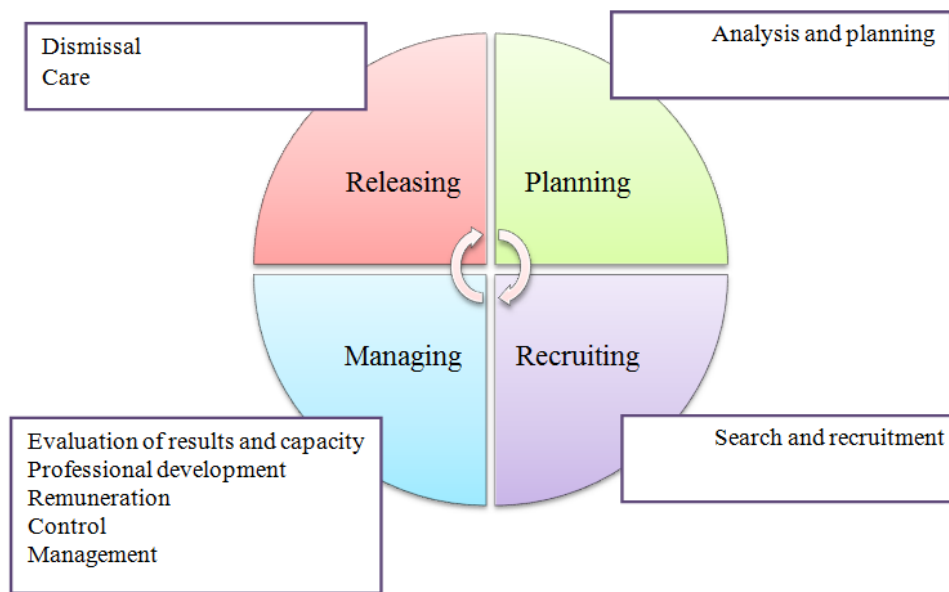 Dismissal
Care
Analysis and planning
Releasing
Planning
Managing
Recruiting
Evaluation of results and capacity
Professional development
Remuneration
Control
Management
Search and recruitment